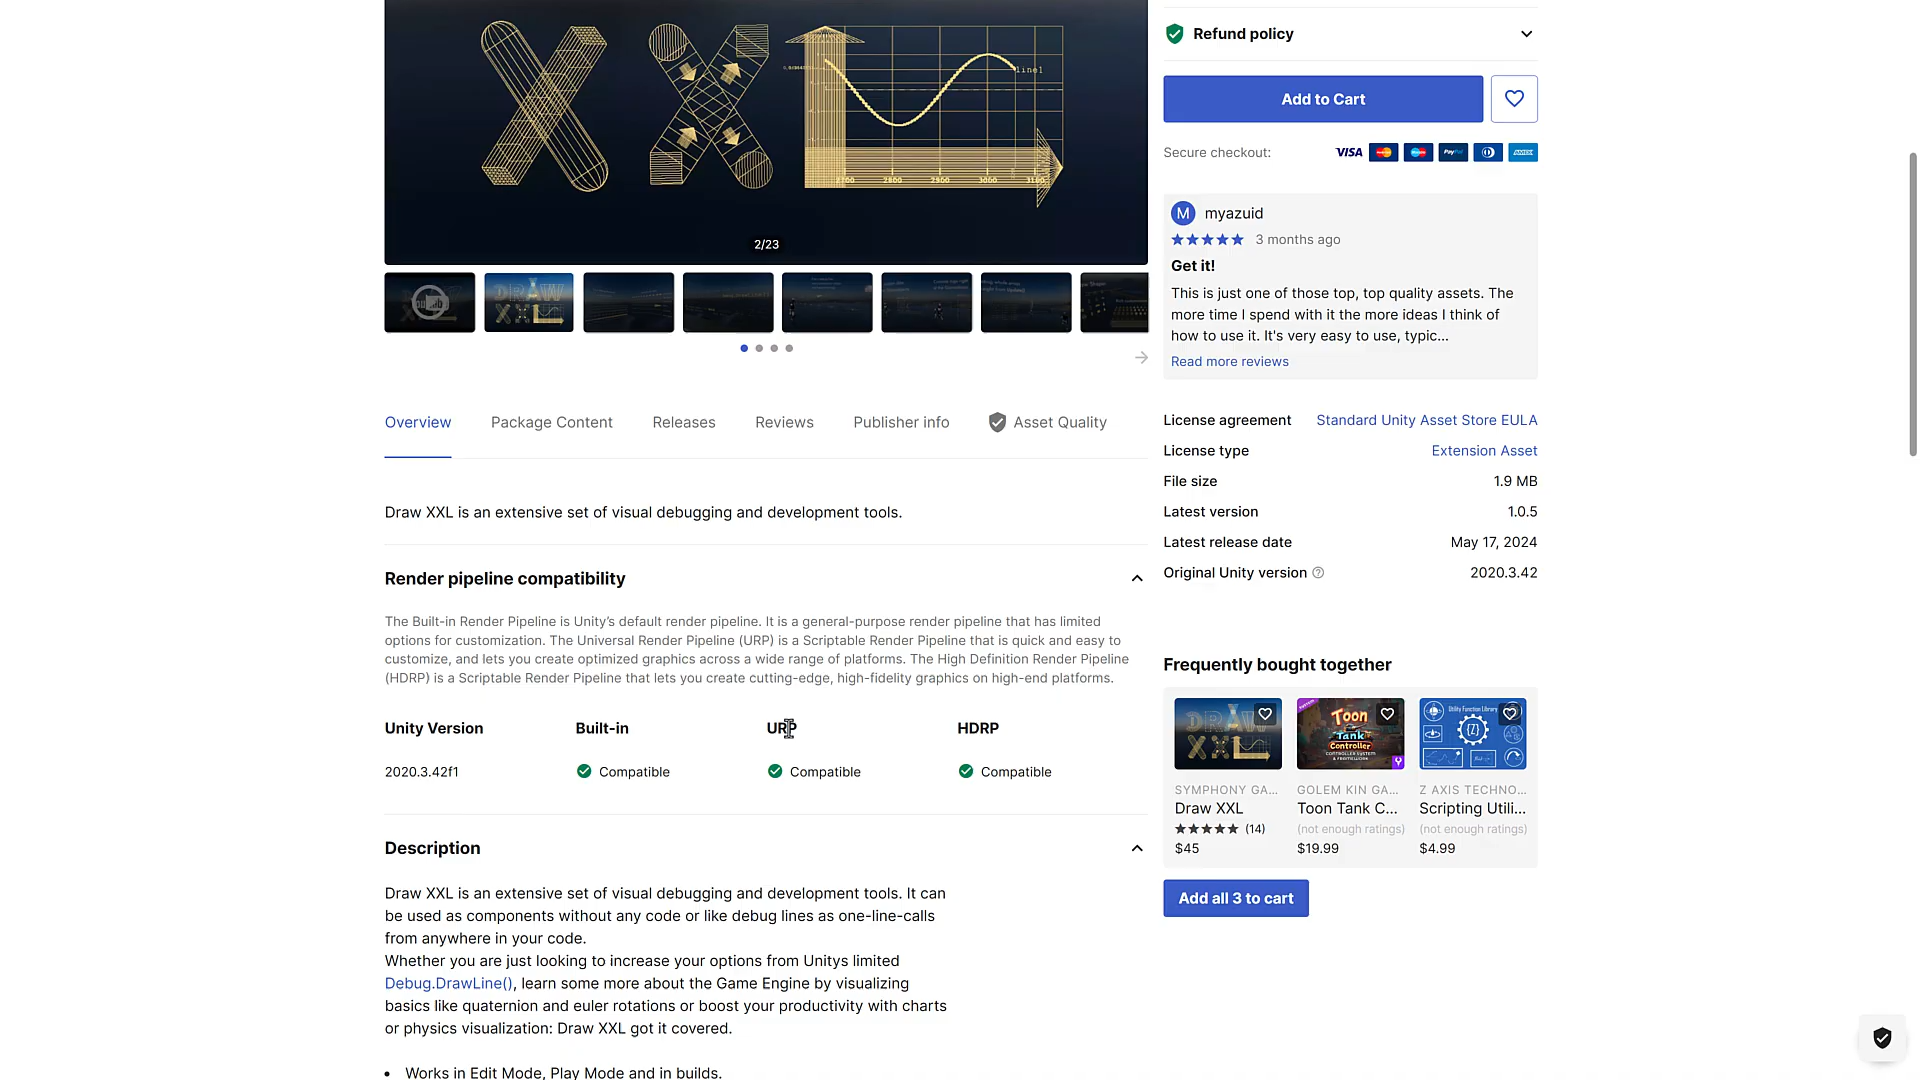 line1
2700 2800 2900 3000 3100
2/23
DRAW
Overview
Package Content
Releases
Reviews
Publisher info
Asset Quality
Draw XXL is an extensive set of visual debugging and development tools.
Render pipeline compatibility
The Built-in Render Pipeline is Unity’s default render pipeline. It is a general-purpose render pipeline that has limited
options for customization. The Universal Render Pipeline (URP) is a Scriptable Render Pipeline that is quick and easy to
customize, and lets you create optimized graphics across a wide range of platforms. The High Definition Render Pipeline
(HDRP) is a Scriptable Render Pipeline that lets you create cutting-edge, high-fidelity graphics on high-end platforms.
Unity Version Built-in URP HDRP
2020.3.42f1 Compatible Compatible Compatible
Description
Draw XXL is an extensive set of visual debugging and development tools. It can
be used as components without any code or like debug lines as one-line-calls
from anywhere in your code.
Whether you are just looking to increase your options from Unitys limited
Debug.DrawLine(), learn some more about the Game Engine by visualizing
basics like quaternion and euler rotations or boost your productivity with charts
or physics visualization: Draw XXL got it covered.
• Works in Edit Mode, Play Mode and in builds.
Refund policy
Add to Cart
Secure checkout: VISA PayPal AMEX
M myazuid
3 months ago
Get it!
This is just one of those top, top quality assets. The
more time I spend with it the more ideas I think of
how to use it. It's very easy to use, typic...
Read more reviews
License agreement Standard Unity Asset Store EULA
License type Extension Asset
File size 1.9 MB
Latest version 1.0.5
Latest release date May 17, 2024
Original Unity version 2020.3.42
Frequently bought together
DRAW
XXL
Toon
Tank
Controller
Utility Function Library
SYMPHONY GA... GOLEM KIN GA... Z AXIS TECHNO...
Draw XXL Toon Tank C... Scripting Utili...
(14) (not enough ratings) (not enough ratings)
$45 $19.99 $4.99
Add all 3 to cart